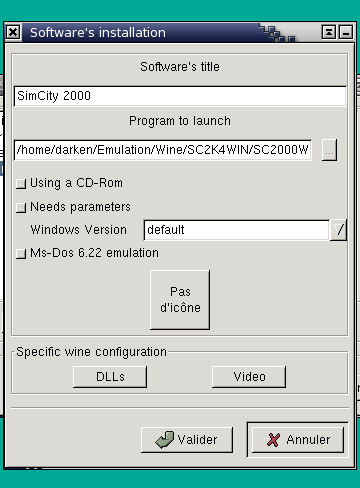 Software's installation
Software's title
SimCity 2000
Program to launch
/home/darken/Emulation/Wine/SC2K4WIN/SC2000W
...
Using a CD-Rom
Needs parameters
Windows Version default
Ms-Dos 6.22 emulation
Pas
d'icône
Specific wine configuration
DLLs Video
Valider Annuler